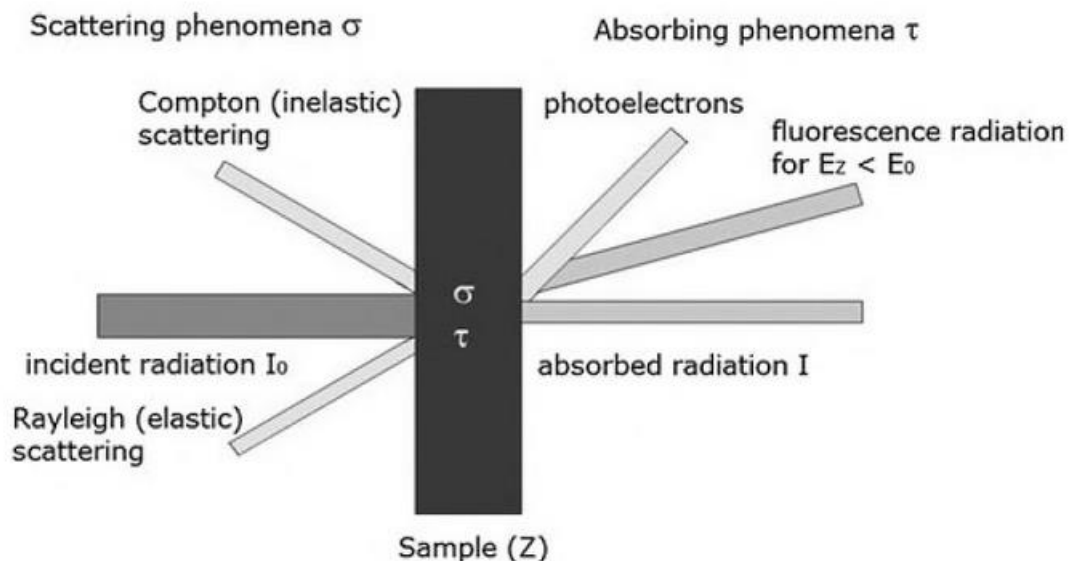 Scattering phenomena σ
Absorbing phenomena τ
Compton (inelastic)
scattering
photoelectrons
fluorescence radiation
for Ez < E₀
σ
τ
incident radiation I₀
absorbed radiation I
Rayleigh (elastic)
scattering
Sample (Z)